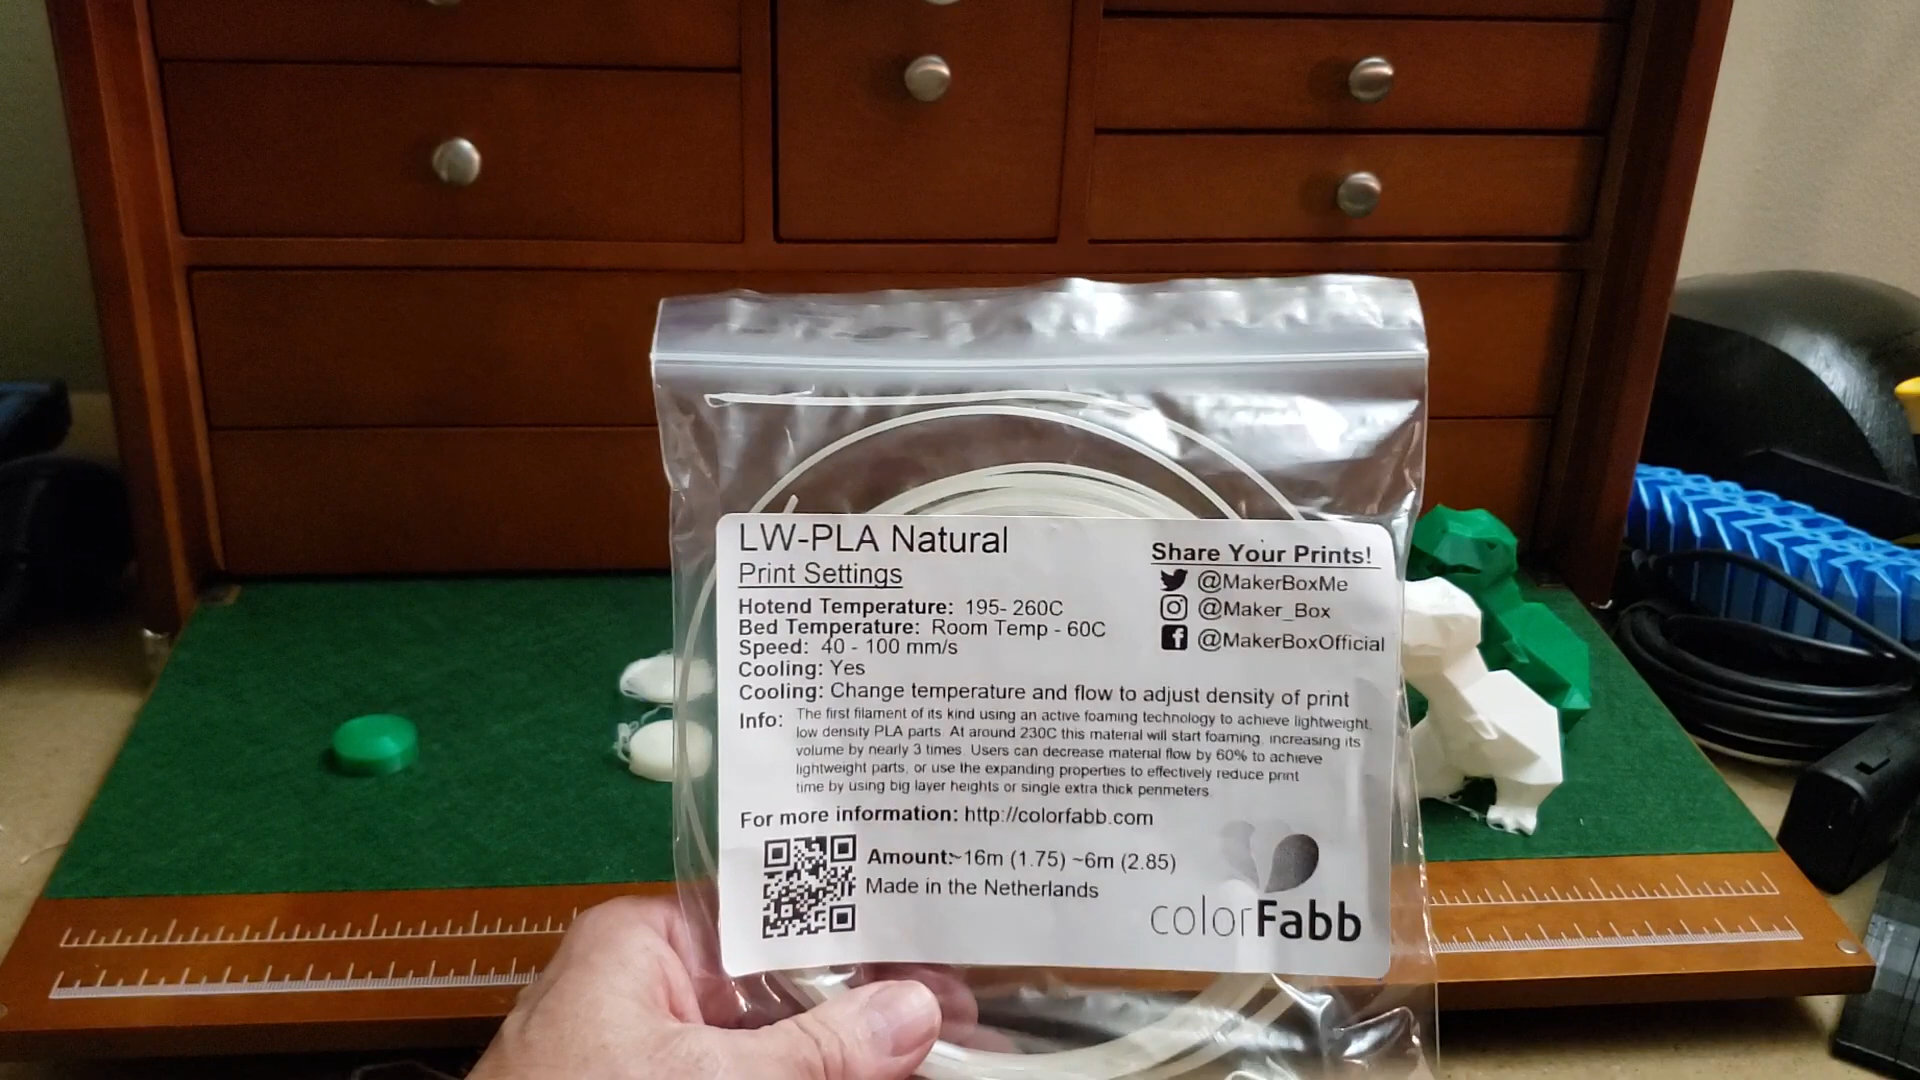 LW-PLA Natural
Print Settings
Hotend Temperature: 195- 260C
Bed Temperature: Room Temp - 60C
Speed: 40 - 100 mm/s
Cooling: Yes
Cooling: Change temperature and flow to adjust density of print
Info: The first filament of its kind using an active foaming technology to achieve lightweight,
low density PLA parts. At around 230C this material will start foaming, increasing its
volume by nearly 3 times. Users can decrease material flow by 60% to achieve
lightweight parts, or use the expanding properties to effectively reduce print
time by using big layer heights or single extra thick perimeters.
For more information: http://colorfabb.com
Amount:~16m (1.75) ~6m (2.85)
Made in the Netherlands
Share Your Prints!
@MakerBoxMe
@Maker_Box
@MakerBoxOfficial
colorFabb